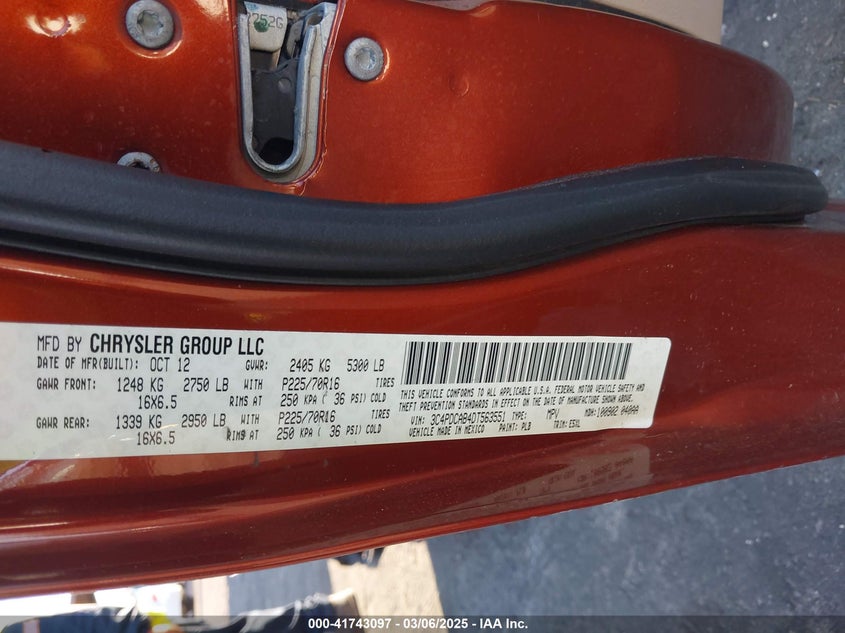 252G
MFD BY CHRYSLER GROUP LLC
DATE OF MFR(BUILT): OCT 12 GVWR: 2405 KG 5300 LB
GAWR FRONT: 1248 KG 2750 LB WITH P225/70R16 TIRES
16X6.5 RIMS AT 250 KPA ( 36 PSI) COLD
GAWR REAR: 1339 KG 2950 LB WITH P225/70R16 TIRES
16X6.5 RIMS AT 250 KPA ( 36 PSI) COLD
THIS VEHICLE CONFORMS TO ALL APPLICABLE U.S.A. FEDERAL MOTOR VEHICLE SAFETY AND
THEFT PREVENTION STANDARDS IN EFFECT ON THE DATE OF MANUFACTURE SHOWN ABOVE.
VIN: 3C4PDCAB4DT563551 TYPE: MPV MDH: 100902 040AA
VEHICLE MADE IN MEXICO PAINT: PLB TRIM: ESXL
000-41743097 - 03/06/2025 - IAA Inc.